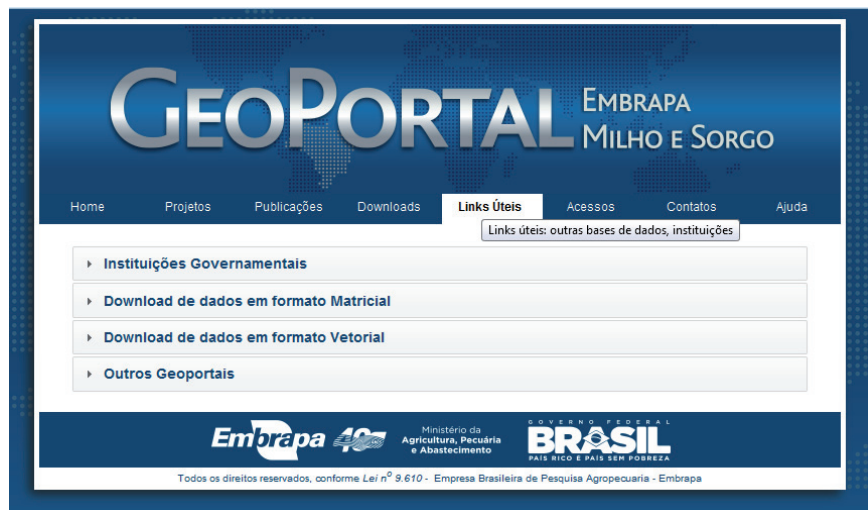 GEOPORTAL EMBRAPA
MILHO E SORGO
Home Projetos Publicações Downloads Links Úteis Acessos Contatos Ajuda
Links úteis: outras bases de dados, instituições
Instituições Governamentais
Download de dados em formato Matricial
Download de dados em formato Vetorial
Outros Geoportais
Embrapa 40 anos
Ministério da
Agricultura, Pecuária
e Abastecimento
GOVERNO FEDERAL
BRASIL
PAÍS RICO É PAÍS SEM POBREZA
Todos os direitos reservados, conforme Lei nº 9.610 - Empresa Brasileira de Pesquisa Agropecuaria - Embrapa